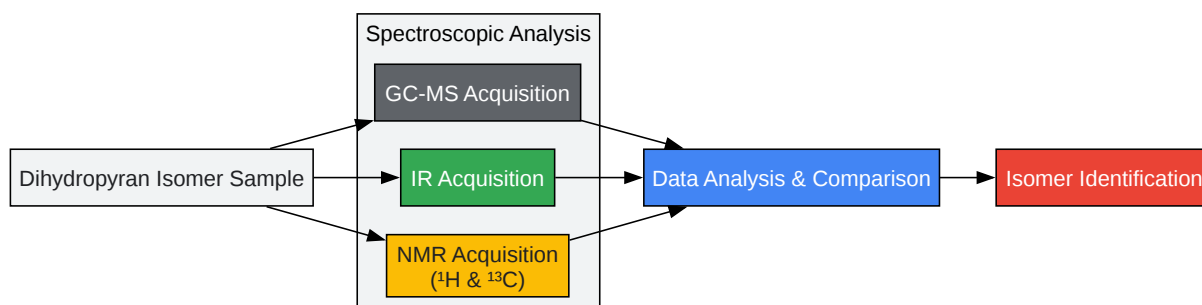 Spectroscopic Analysis
GC-MS Acquisition
Dihydropyran Isomer Sample
IR Acquisition
Data Analysis & Comparison
Isomer Identification
NMR Acquisition
(¹H & ¹³C)